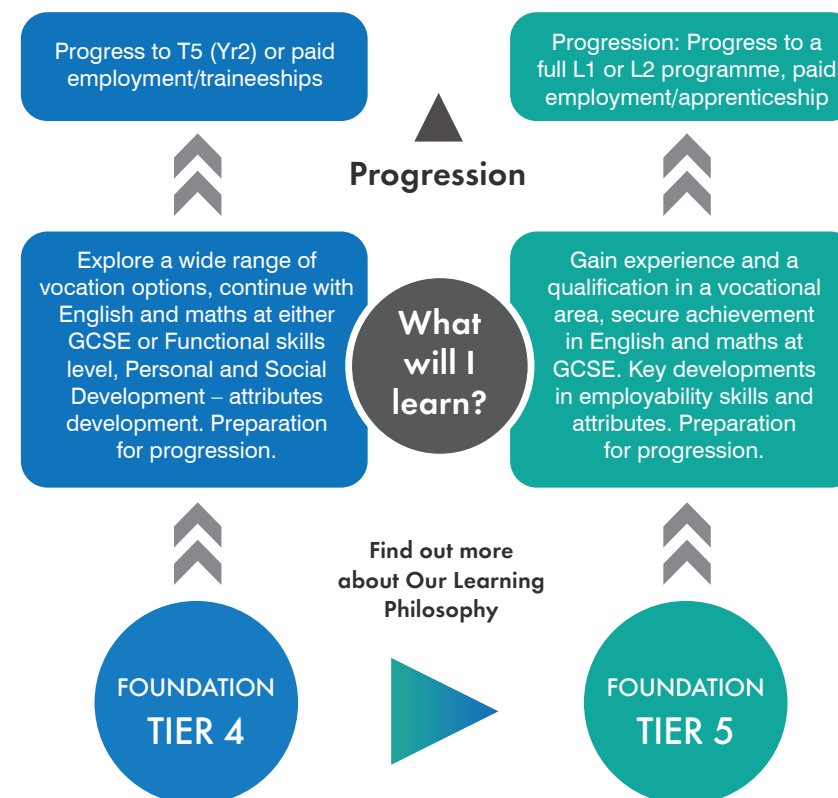 Progress to T5 (Yr2) or paid
employment/traineeships
Progression: Progress to a
full L1 or L2 programme, paid
employment/apprenticeship
Progression
Explore a wide range of
vocation options, continue with
English and maths at either
GCSE or Functional skills
level, Personal and Social
Development – attributes
development. Preparation
for progression.
What
will I
learn?
Gain experience and a
qualification in a vocational
area, secure achievement
in English and maths at
GCSE. Key developments
in employability skills and
attributes. Preparation
for progression.
Find out more
about Our Learning
Philosophy
FOUNDATION
TIER 4
FOUNDATION
TIER 5